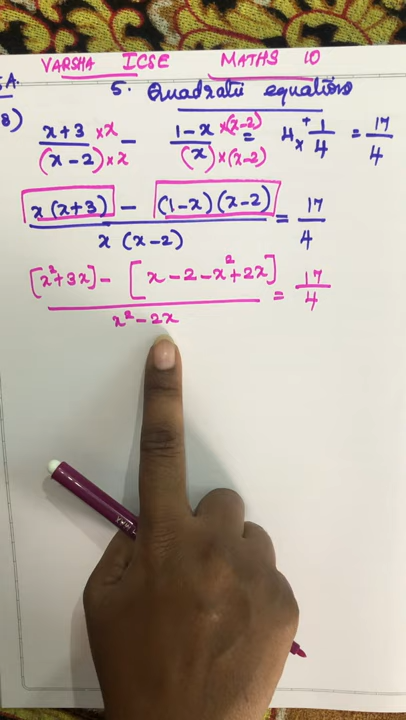 VARSHA ICSE MATHS 10
5.A.
5. Quadratic equations
8) x+3 ×x / (x-2) ×x - 1-x ×(x-2) / (x) ×(x-2) = 4 ×+ 1/4 = 17/4
x(x+3) - (1-x)(x-2) / x(x-2) = 17/4
[x²+3x] - [x-2-x²+2x] / x²-2x = 17/4